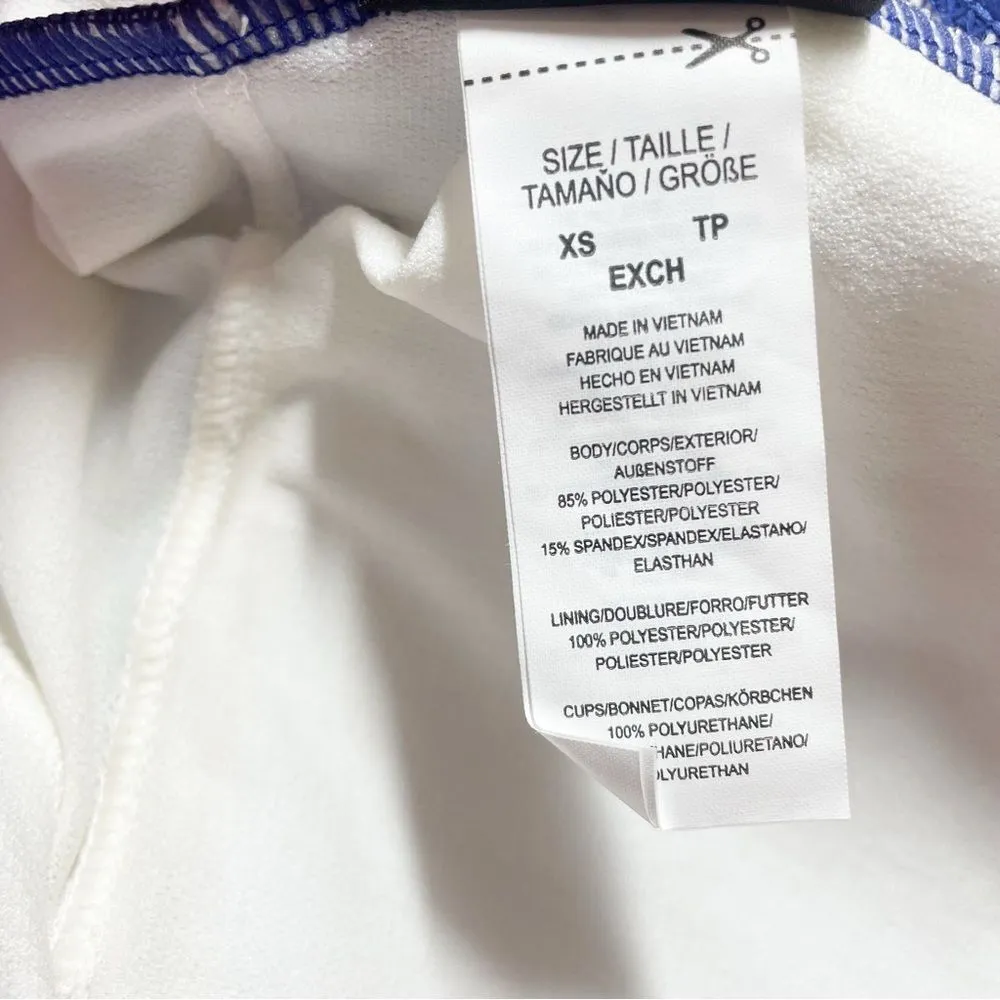 SIZE / TAILLE /
TAMAÑO / GRÖßE
XS TP
EXCH
MADE IN VIETNAM
FABRIQUE AU VIETNAM
HECHO EN VIETNAM
HERGESTELLT IN VIETNAM
BODY/CORPS/EXTERIOR/
AUßENSTOFF
85% POLYESTER/POLYESTER/
POLIESTER/POLYESTER
15% SPANDEX/SPANDEX/ELASTANO/
ELASTHAN
LINING/DOUBLURE/FORRO/FUTTER
100% POLYESTER/POLYESTER/
POLIESTER/POLYESTER
CUPS/BONNET/COPAS/KÖRBCHEN
100% POLYURETHANE/
HANE/POLIURETANO/
LYURETHAN